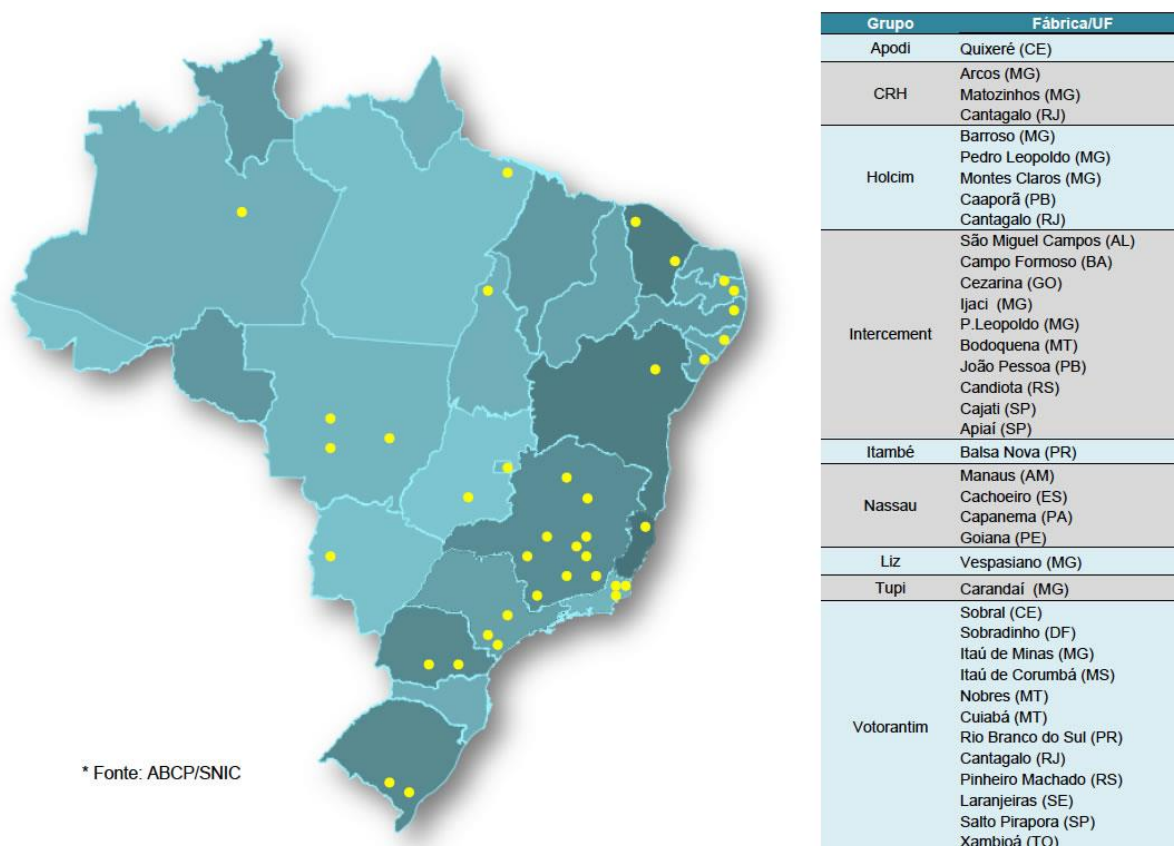 Grupo Fábrica/UF
Apodi Quixeré (CE)
CRH Arcos (MG)
Matozinhos (MG)
Cantagalo (RJ)
Holcim Barroso (MG)
Pedro Leopoldo (MG)
Montes Claros (MG)
Caaporã (PB)
Cantagalo (RJ)
Intercement São Miguel Campos (AL)
Campo Formoso (BA)
Cezarina (GO)
Ijaci (MG)
P.Leopoldo (MG)
Bodoquena (MT)
João Pessoa (PB)
Candiota (RS)
Cajati (SP)
Apiaí (SP)
Itambé Balsa Nova (PR)
Nassau Manaus (AM)
Cachoeiro (ES)
Capanema (PA)
Goiana (PE)
Liz Vespasiano (MG)
Tupi Carandaí (MG)
Votorantim Sobral (CE)
Sobradinho (DF)
Itaú de Minas (MG)
Itaú de Corumbá (MS)
Nobres (MT)
Cuiabá (MT)
Rio Branco do Sul (PR)
Cantagalo (RJ)
Pinheiro Machado (RS)
Laranjeiras (SE)
Salto Pirapora (SP)
Xambioá (TO)
* Fonte: ABCP/SNIC